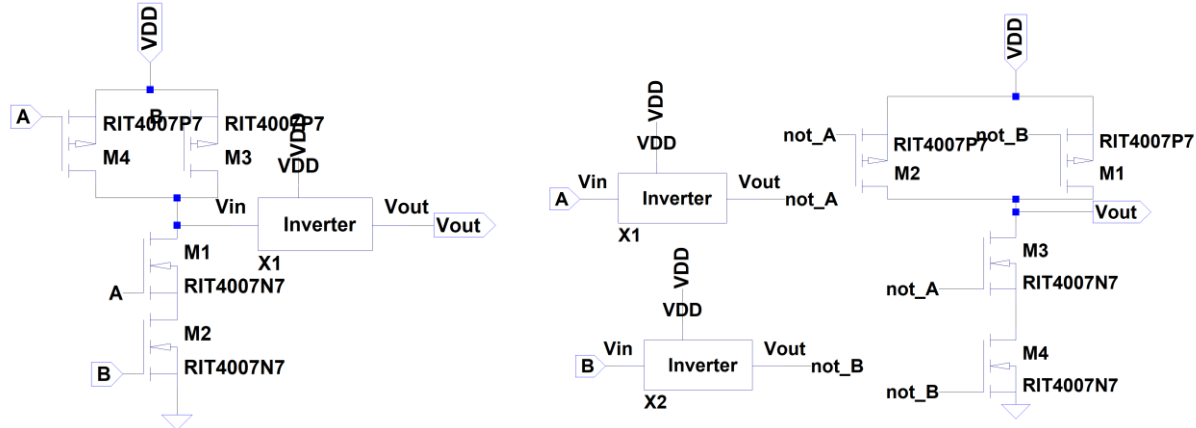 VDD
A
B
RIT4007P7
RIT4007P7
M4
M3
VDD
VDD
Vin
Inverter
Vout
Vout
X1
M1
A
RIT4007N7
M2
B
RIT4007N7
VDD
VDD
A
Vin
Inverter
Vout
not_A
X1
VDD
VDD
B
Vin
Inverter
Vout
not_B
X2
VDD
not_A
RIT4007P7
M2
not_B
RIT4007P7
M1
Vout
M3
not_A
RIT4007N7
M4
not_B
RIT4007N7